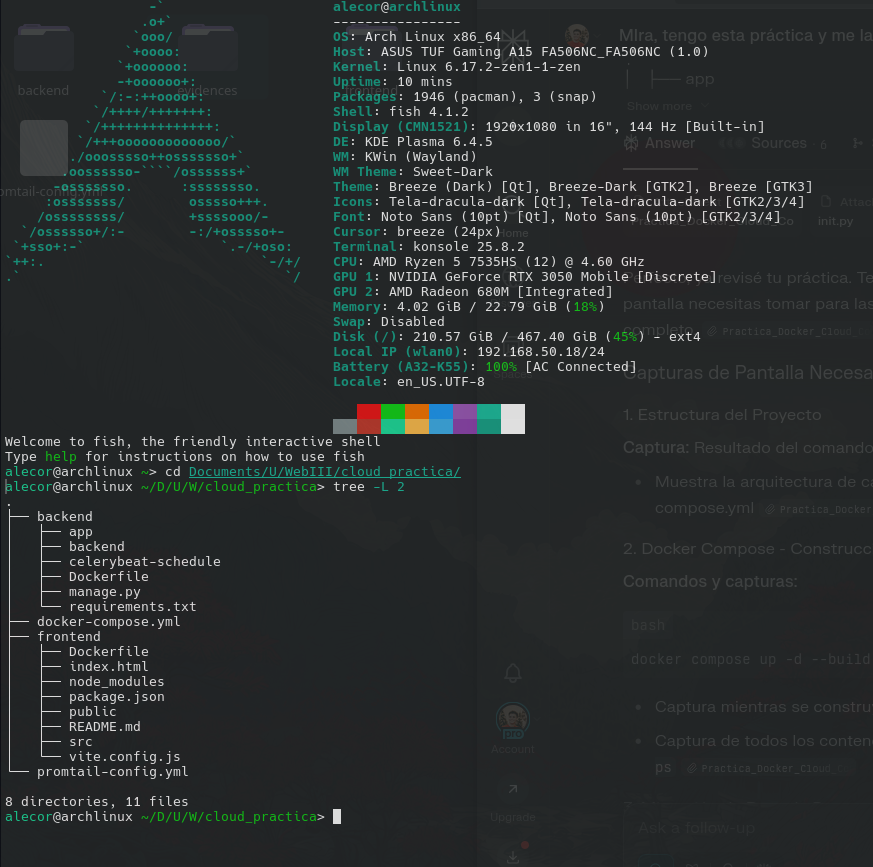 alecor@archlinux
----------------
OS: Arch Linux x86_64
Host: ASUS TUF Gaming A15 FA506NC_FA506NC (1.0)
Kernel: Linux 6.17.2-zen1-1-zen
Uptime: 10 mins
Packages: 1946 (pacman), 3 (snap)
Shell: fish 4.1.2
Display (CMN1521): 1920x1080 in 16", 144 Hz [Built-in]
DE: KDE Plasma 6.4.5
WM: KWin (Wayland)
WM Theme: Sweet-Dark
Theme: Breeze (Dark) [Qt], Breeze-Dark [GTK2], Breeze [GTK3]
Icons: Tela-dracula-dark [Qt], Tela-dracula-dark [GTK2/3/4]
Font: Noto Sans (10pt) [Qt], Noto Sans (10pt) [GTK2/3/4]
Cursor: breeze (24px)
Terminal: konsole 25.8.2
CPU: AMD Ryzen 5 7535HS (12) @ 4.60 GHz
GPU 1: NVIDIA GeForce RTX 3050 Mobile [Discrete]
GPU 2: AMD Radeon 680M [Integrated]
Memory: 4.02 GiB / 22.79 GiB (18%)
Swap: Disabled
Disk (/): 210.57 GiB / 467.40 GiB (45%) - ext4
Local IP (wlan0): 192.168.50.18/24
Battery (A32-K55): 100% [AC Connected]
Locale: en_US.UTF-8
Welcome to fish, the friendly interactive shell
Type help for instructions on how to use fish
alecor@archlinux ~> cd Documents/U/WebIII/cloud_practica/
alecor@archlinux ~/D/U/W/cloud_practica> tree -L 2
.
├── backend
│   ├── app
│   ├── backend
│   ├── celerybeat-schedule
│   ├── Dockerfile
│   ├── manage.py
│   └── requirements.txt
├── docker-compose.yml
├── frontend
│   ├── Dockerfile
│   ├── index.html
│   ├── node_modules
│   ├── package.json
│   ├── public
│   ├── README.md
│   ├── src
│   └── vite.config.js
└── promtail-config.yml
8 directories, 11 files
alecor@archlinux ~/D/U/W/cloud_practica>
backend
evidences
frontend
MIra, tengo esta práctica y me la
├── app
Show more
Answer
Sources 6
init.py
Home
revisé tu práctica. Te
pantalla necesitas tomar para las
completo. Practica_Docker_Cloud_
Capturas de Pantalla Necesa
1. Estructura del Proyecto
Captura: Resultado del comando
Muestra la arquitectura de ca
compose.yml Practica_Docker
2. Docker Compose - Construcc
Comandos y capturas:
bash
docker compose up -d --build
Captura mientras se constru
Captura de todos los conten
ps Practica_Docker_Cloud_
pro
Account
Upgrade
Ask a follow-up